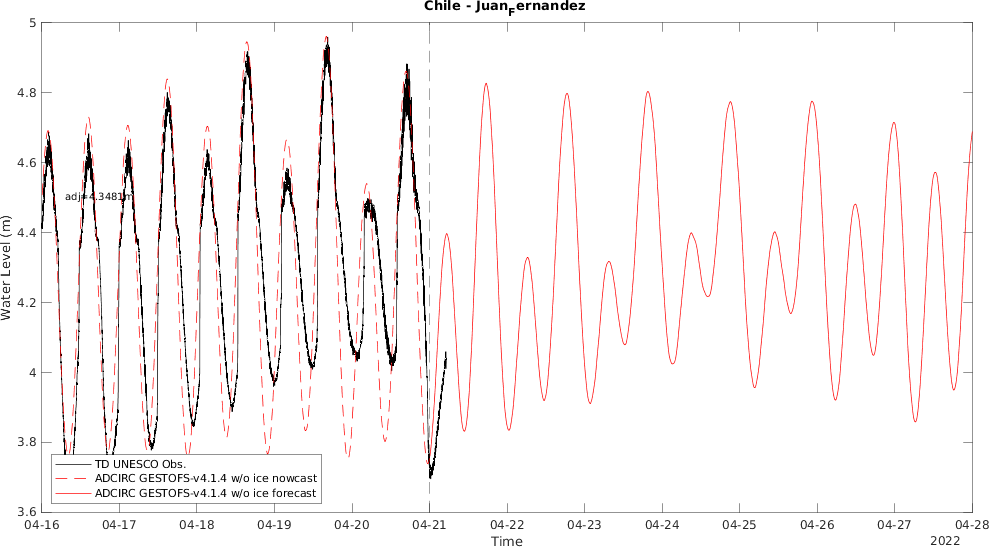 Chile - JuanFernandez
5
4.8
4.6
4.4
4.2
4
3.8
3.6
Water Level (m)
adj=4.3481m
TD UNESCO Obs.
ADCIRC GESTOFS-v4.1.4 w/o ice nowcast
ADCIRC GESTOFS-v4.1.4 w/o ice forecast
04-16 04-17 04-18 04-19 04-20 04-21 04-22 04-23 04-24 04-25 04-26 04-27 04-28
Time
2022